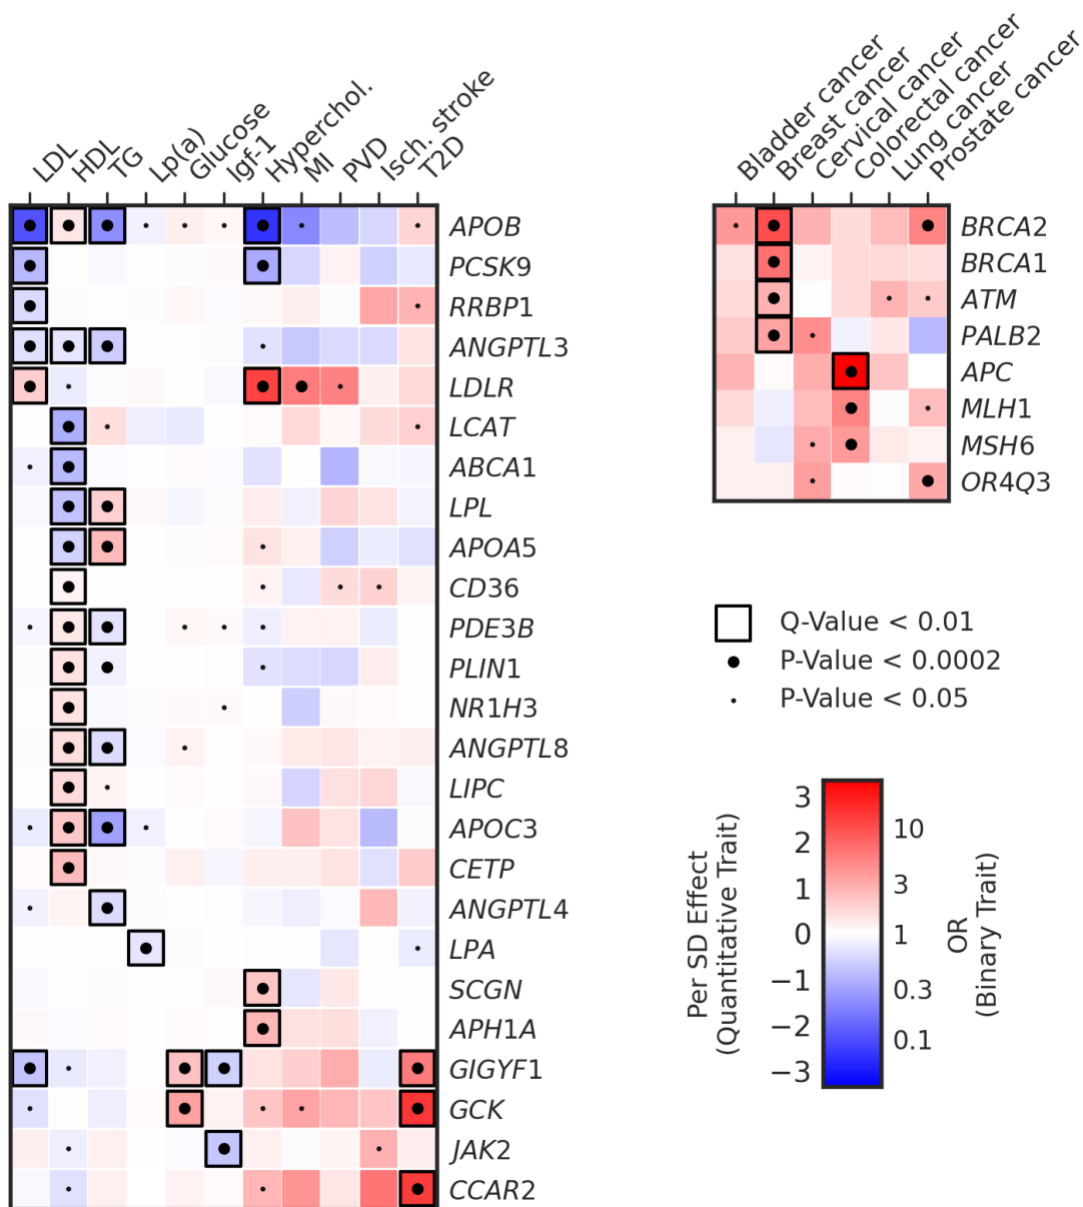 LDL
HDL
TG
Lp(a)
Glucose
Igf-1
Hyperchol.
MI
PVD
Isch. stroke
T2D
APOB
PCSK9
RRBP1
ANGPTL3
LDLR
LCAT
ABCA1
LPL
APOA5
CD36
PDE3B
PLIN1
NR1H3
ANGPTL8
LIPC
APOC3
CETP
ANGPTL4
LPA
SCGN
APH1A
GIGYF1
GCK
JAK2
CCAR2
Bladder cancer
Breast cancer
Cervical cancer
Colorectal cancer
Lung cancer
Prostate cancer
BRCA2
BRCA1
ATM
PALB2
APC
MLH1
MSH6
OR4Q3
Q-Value < 0.01
P-Value < 0.0002
P-Value < 0.05
Per SD Effect
(Quantitative Trait)
3
2
1
0
−1
−2
−3
10
3
1
0.3
0.1
OR
(Binary Trait)